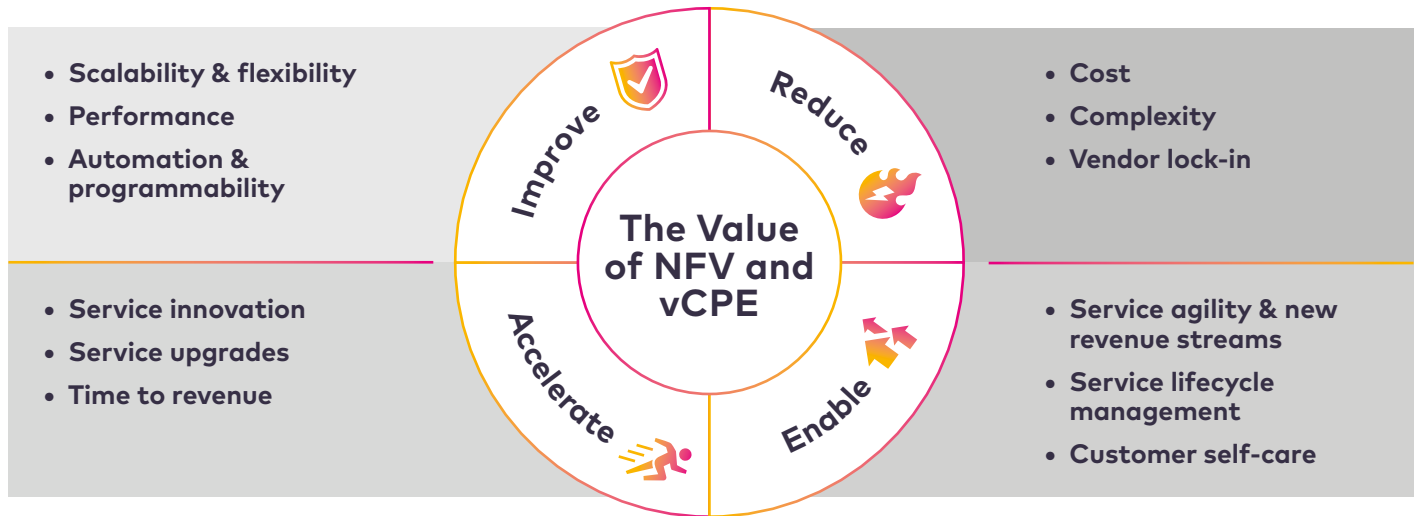 Improve
• Scalability & flexibility
• Performance
• Automation &
programmability
Reduce
• Cost
• Complexity
• Vendor lock-in
The Value
of NFV and
vCPE
Accelerate
• Service innovation
• Service upgrades
• Time to revenue
Enable
• Service agility & new
revenue streams
• Service lifecycle
management
• Customer self-care